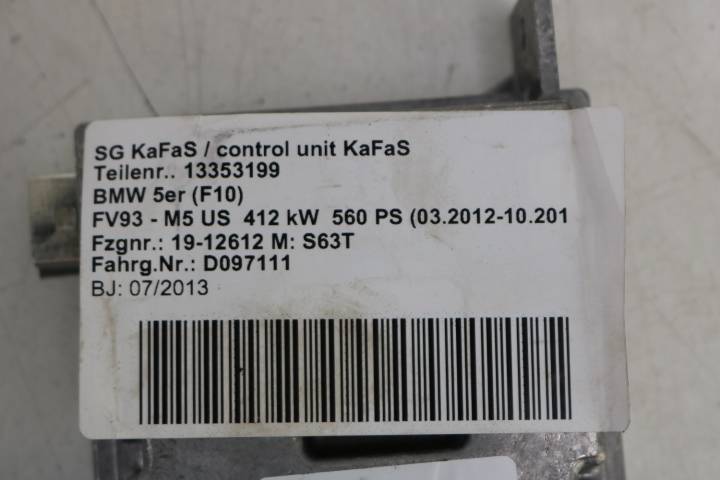 SG KaFaS / control unit KaFaS
Teilenr.. 13353199
BMW 5er (F10)
FV93 - M5 US 412 kW 560 PS (03.2012-10.201
Fzgnr.: 19-12612 M: S63T
Fahrg.Nr.: D097111
BJ: 07/2013